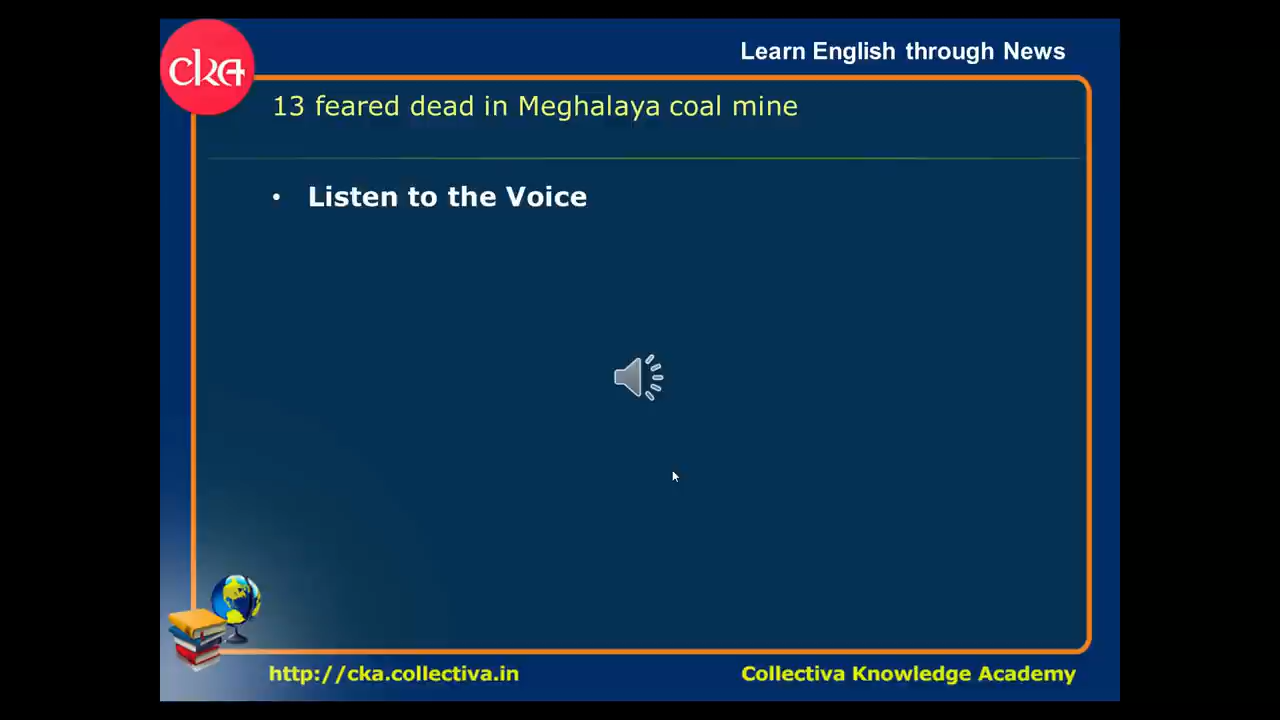 cka
Learn English through News
13 feared dead in Meghalaya coal mine
• Listen to the Voice
http://cka.collectiva.in
Collectiva Knowledge Academy